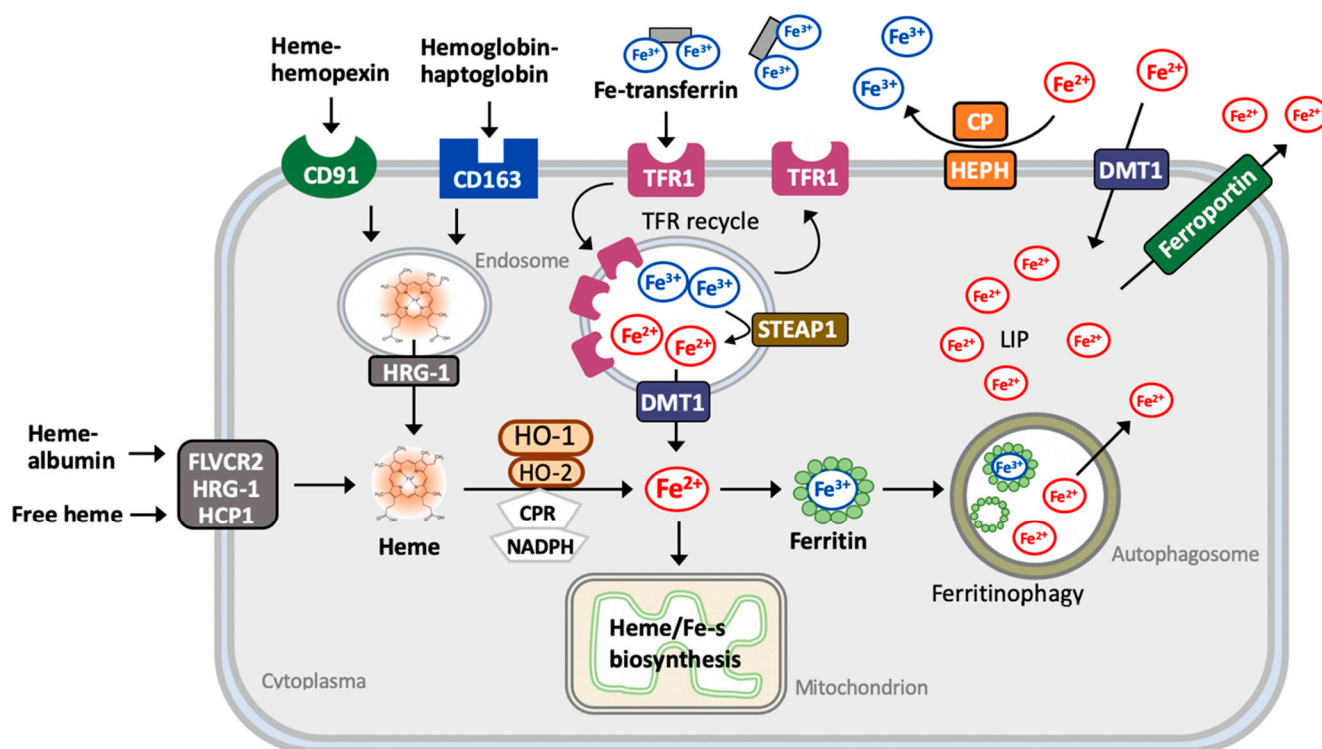 Heme-
hemopexin
Hemoglobin-
haptoglobin
Fe³⁺
Fe³⁺
Fe-transferrin
Fe³⁺
Fe³⁺
Fe³⁺
Fe³⁺
Fe²⁺
Fe²⁺
Fe²⁺
Fe²⁺
CP
HEPH
CD91
CD163
TFR1
TFR1
DMT1
Ferroportin
TFR recycle
Endosome
Fe³⁺
Fe³⁺
STEAP1
Fe²⁺
Fe²⁺
DMT1
HRG-1
Fe²⁺
Fe²⁺
Fe²⁺
LIP
Fe²⁺
Fe²⁺
Fe²⁺
Heme-
albumin
Free heme
FLVCR2
HRG-1
HCP1
Heme
HO-1
HO-2
CPR
NADPH
Fe²⁺
Fe³⁺
Ferritin
Fe³⁺
Fe²⁺
Fe²⁺
Autophagosome
Ferritinophagy
Heme/Fe-s
biosynthesis
Cytoplasma
Mitochondrion